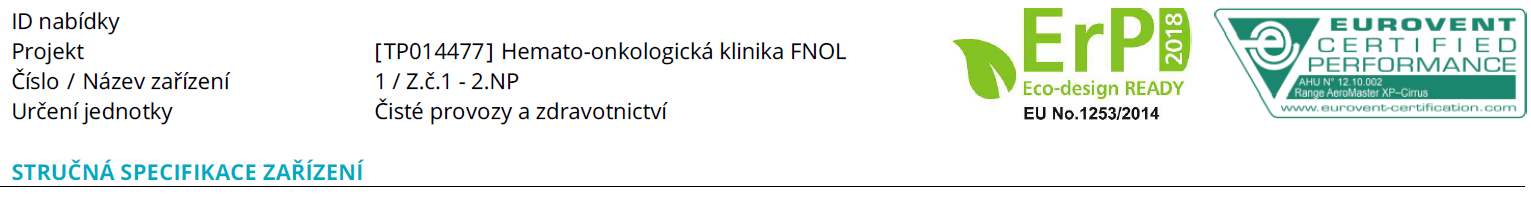 ID nabídky
Projekt [TP014477] Hemato-onkologická klinika FNOL
Číslo / Název zařízení 1 / Z.č.1 - 2.NP
Určení jednotky Čisté provozy a zdravotnictví
ErP 2018
Eco-design READY
EU No.1253/2014
EUROVENT
CERTIFIED
PERFORMANCE
AHU N° 12.10.002
Range AeroMaster XP–Cirrus
www.eurovent-certification.com
STRUČNÁ SPECIFIKACE ZAŘÍZENÍ